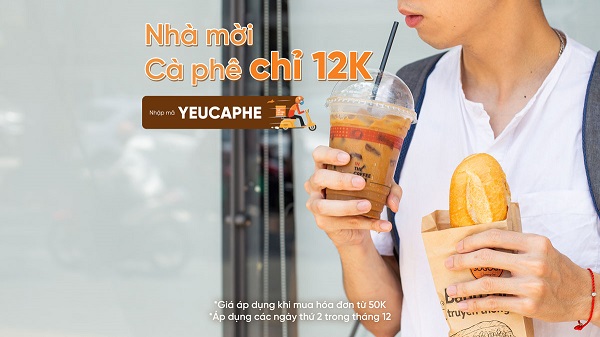 Nhà mời
Cà phê chỉ 12K
Nhập mã YEUCAPHE
THE
COFFEE
truyền thống
*Giá áp dụng khi mua hóa đơn từ 50K
*Áp dụng các ngày thứ 2 trong tháng 12